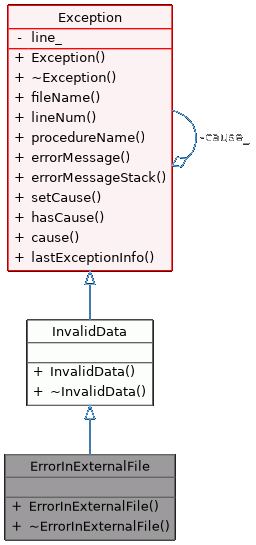 Exception
- line_
+ Exception()
+ ~Exception()
+ fileName()
+ lineNum()
+ procedureName()
+ errorMessage()
+ errorMessageStack()
+ setCause()
+ hasCause()
+ cause()
+ lastExceptionInfo()
-cause_
InvalidData
+ InvalidData()
+ ~InvalidData()
ErrorInExternalFile
+ ErrorInExternalFile()
+ ~ErrorInExternalFile()